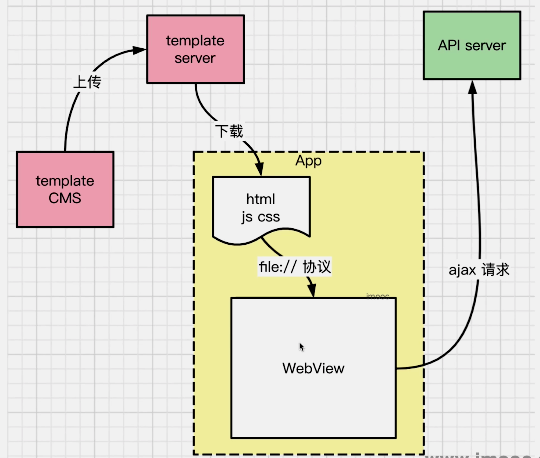 template
server
API server
上传
下载
template
CMS
App
html
js css
file:// 协议
ajax 请求
imooc
WebView